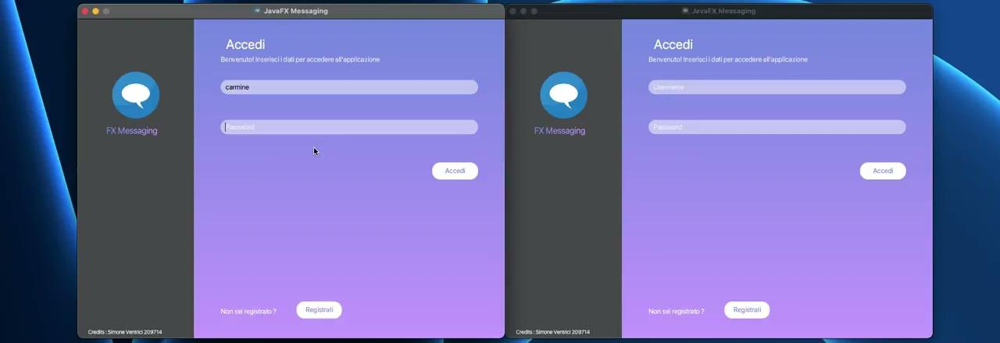 JavaFX Messaging
Accedi
Benvenuto! Inserisci i dati per accedere all'applicazione
carmine
Password
FX Messaging
Accedi
Non sei registrato ?
Registrati
Credits : Simone Ventrici 209714
JavaFX Messaging
Accedi
Benvenuto! Inserisci i dati per accedere all'applicazione
Username
Password
FX Messaging
Accedi
Non sei registrato ?
Registrati
Credits : Simone Ventrici 209714